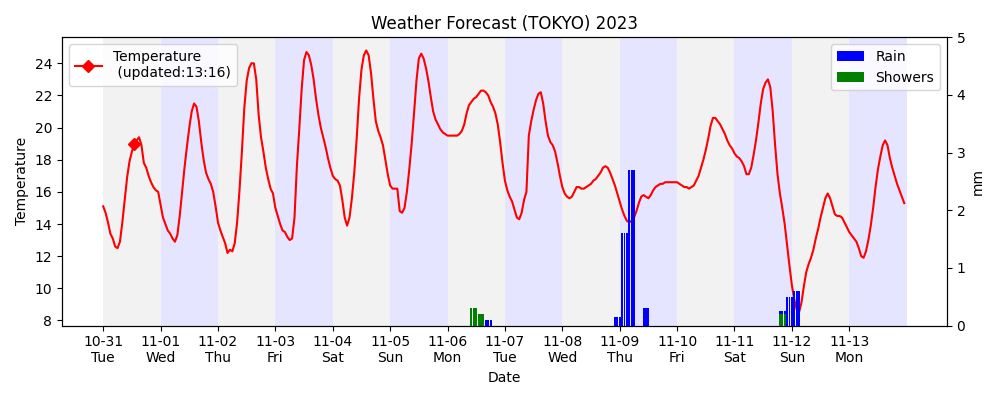 Weather Forecast (TOKYO) 2023
Temperature
(updated:13:16)
Rain
Showers
Temperature
24
22
20
18
16
14
12
10
8
5
4
3
2
1
0
mm
10-31 11-01 11-02 11-03 11-04 11-05 11-06 11-07 11-08 11-09 11-10 11-11 11-12 11-13
Tue Wed Thu Fri Sat Sun Mon Tue Wed Thu Fri Sat Sun Mon
Date